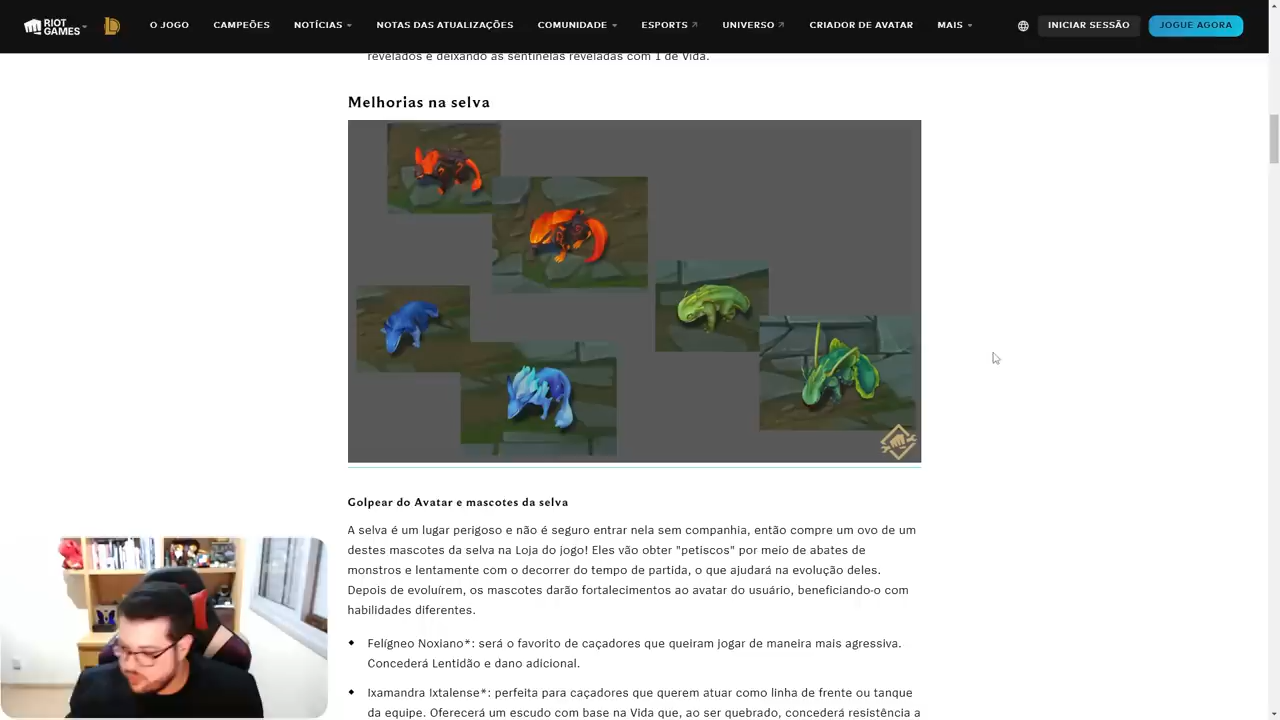 RIOT GAMES
O JOGO CAMPEÕES NOTÍCIAS NOTAS DAS ATUALIZAÇÕES COMUNIDADE ESPORTS UNIVERSO CRIADOR DE AVATAR MAIS INICIAR SESSÃO JOGUE AGORA
revelados e deixando as sentinelas reveladas com 1 de Vida.
Melhorias na selva
Golpear do Avatar e mascotes da selva
A selva é um lugar perigoso e não é seguro entrar nela sem companhia, então compre um ovo de um
destes mascotes da selva na Loja do jogo! Eles vão obter "petiscos" por meio de abates de
monstros e lentamente com o decorrer do tempo de partida, o que ajudará na evolução deles.
Depois de evoluírem, os mascotes darão fortalecimentos ao avatar do usuário, beneficiando-o com
habilidades diferentes.
Felígneo Noxiano*: será o favorito de caçadores que queiram jogar de maneira mais agressiva.
Concederá Lentidão e dano adicional.
Ixamandra Ixtalense*: perfeita para caçadores que querem atuar como linha de frente ou tanque
da equipe. Oferecerá um escudo com base na Vida que, ao ser quebrado, concederá resistência a